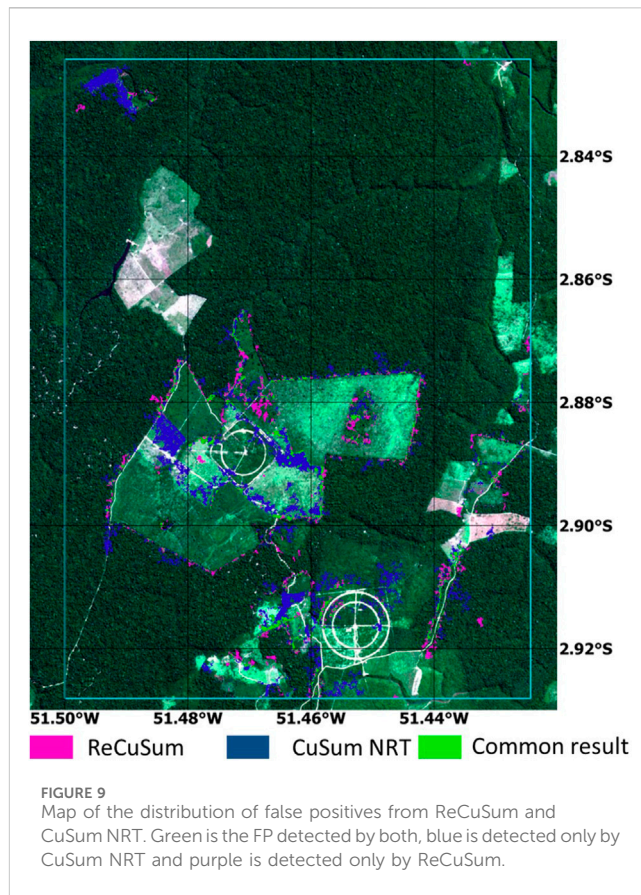 2.84°S
2.86°S
2.88°S
2.90°S
2.92°S
51.50°W 51.48°W 51.46°W 51.44°W
ReCuSum CuSum NRT Common result
FIGURE 9
Map of the distribution of false positives from ReCuSum and
CuSum NRT. Green is the FP detected by both, blue is detected only by
CuSum NRT and purple is detected only by ReCuSum.